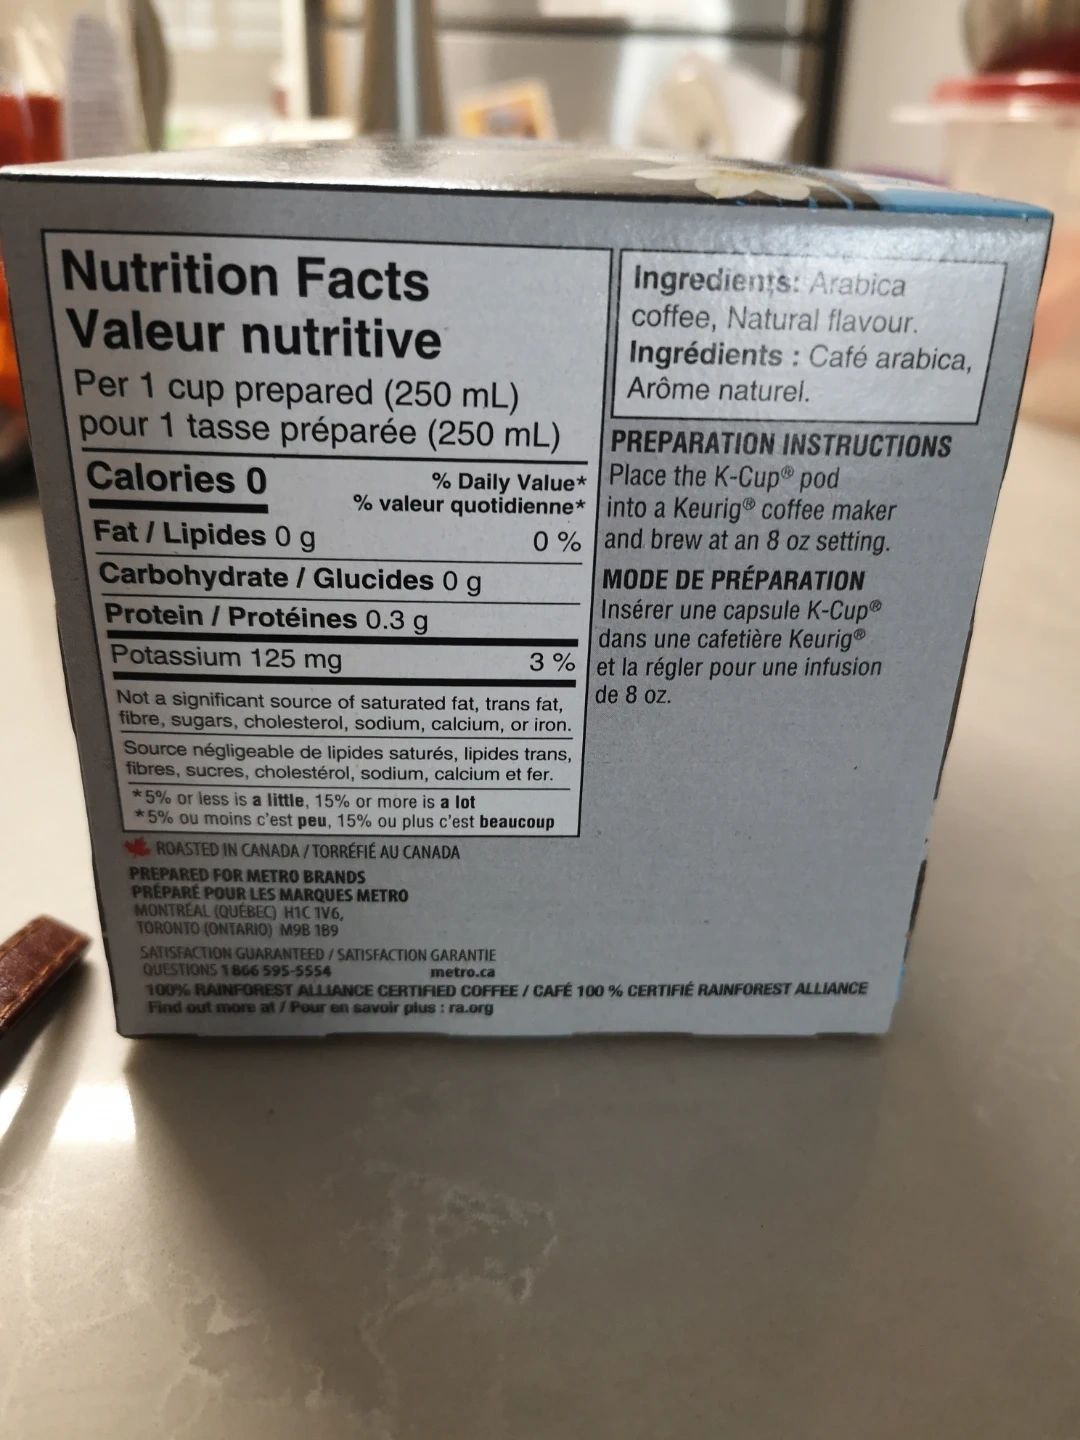 Nutrition Facts
Valeur nutritive
Per 1 cup prepared (250 mL)
pour 1 tasse préparée (250 mL)
Calories 0
% Daily Value*
% valeur quotidienne*
Fat / Lipides 0 g 0 %
Carbohydrate / Glucides 0 g
Protein / Protéines 0.3 g
Potassium 125 mg 3 %
Not a significant source of saturated fat, trans fat,
fibre, sugars, cholesterol, sodium, calcium, or iron.
Source négligeable de lipides saturés, lipides trans,
fibres, sucres, cholestérol, sodium, calcium et fer.
*5% or less is a little, 15% or more is a lot
*5% ou moins c'est peu, 15% ou plus c'est beaucoup
Ingredients: Arabica
coffee, Natural flavour.
Ingrédients : Café arabica,
Arôme naturel.
PREPARATION INSTRUCTIONS
Place the K-Cup® pod
into a Keurig® coffee maker
and brew at an 8 oz setting.
MODE DE PRÉPARATION
Insérer une capsule K-Cup®
dans une cafetière Keurig®
et la régler pour une infusion
de 8 oz.
ROASTED IN CANADA / TORRÉFIÉ AU CANADA
PREPARED FOR METRO BRANDS
PRÉPARÉ POUR LES MARQUES METRO
MONTRÉAL (QUÉBEC) H1C 1V6,
TORONTO (ONTARIO) M9B 1B9
SATISFACTION GUARANTEED / SATISFACTION GARANTIE
QUESTIONS 1 866 595-5554 metro.ca
100% RAINFOREST ALLIANCE CERTIFIED COFFEE / CAFÉ 100 % CERTIFIÉ RAINFOREST ALLIANCE
Find out more at / Pour en savoir plus : ra.org